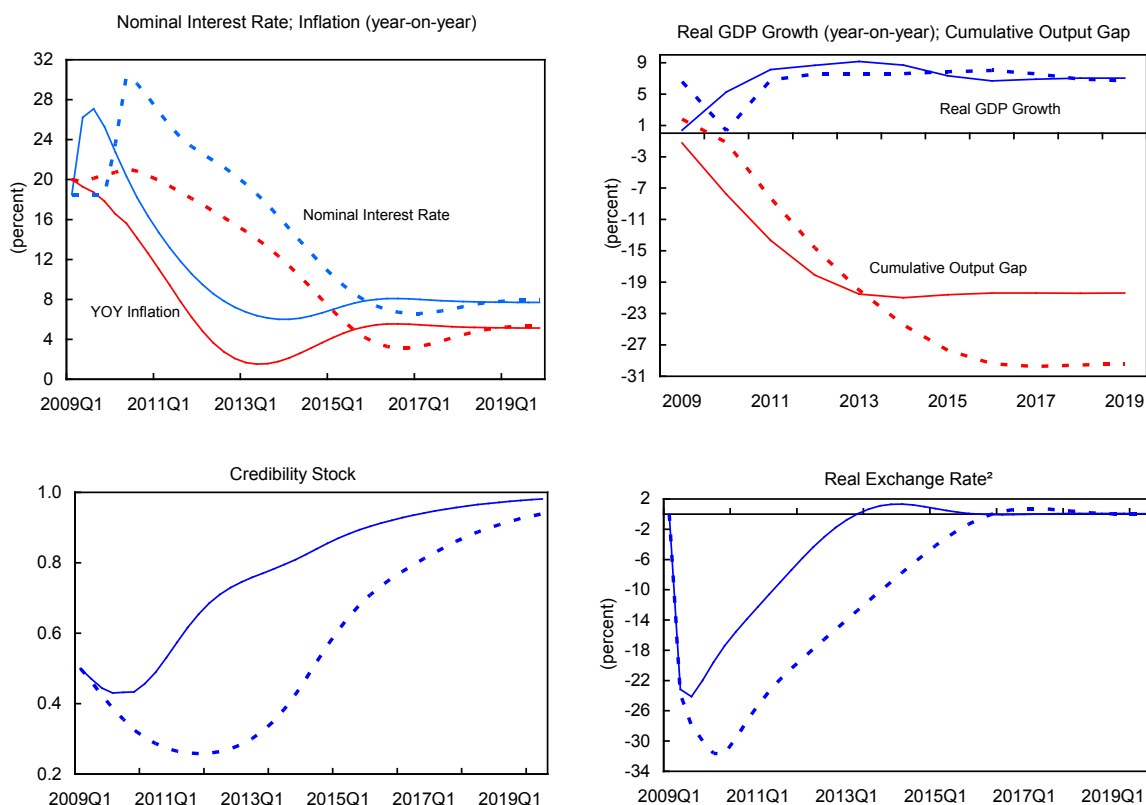 Nominal Interest Rate; Inflation (year-on-year)
32
28
24
20
16
12
8
4
0
(percent)
Nominal Interest Rate
YOY Inflation
2009Q1 2011Q1 2013Q1 2015Q1 2017Q1 2019Q1
Real GDP Growth (year-on-year); Cumulative Output Gap
9
5
1
-3
-7
-11
-15
-19
-23
-27
-31
(percent)
Real GDP Growth
Cumulative Output Gap
2009 2011 2013 2015 2017 2019
Credibility Stock
1.0
0.8
0.6
0.4
0.2
2009Q1 2011Q1 2013Q1 2015Q1 2017Q1 2019Q1
Real Exchange Rate²
2
-2
-6
-10
-14
-18
-22
-26
-30
-34
(percent)
2009Q1 2011Q1 2013Q1 2015Q1 2017Q1 2019Q1